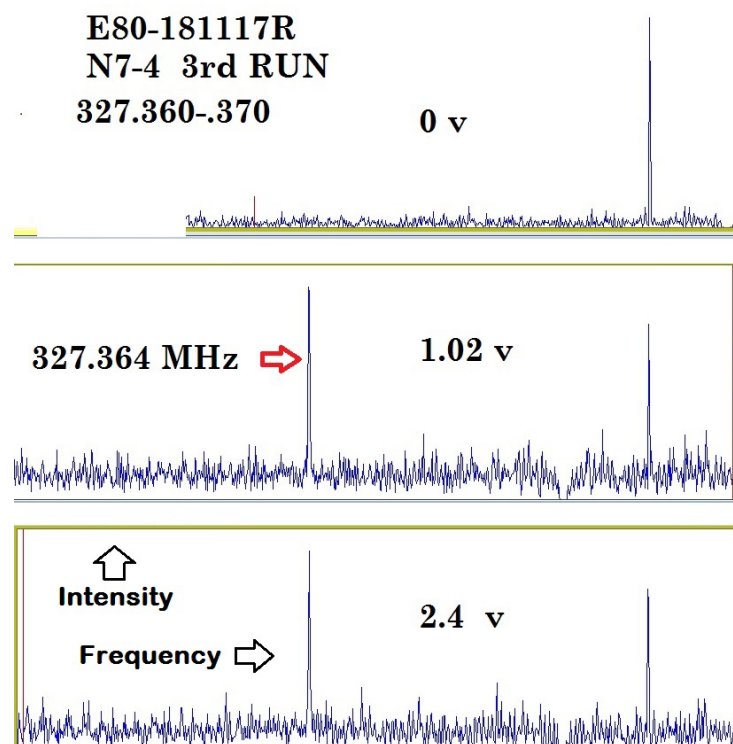 E80-181117R
N7-4 3rd RUN
327.360-.370
0 v
327.364 MHz
1.02 v
Intensity
Frequency
2.4 v